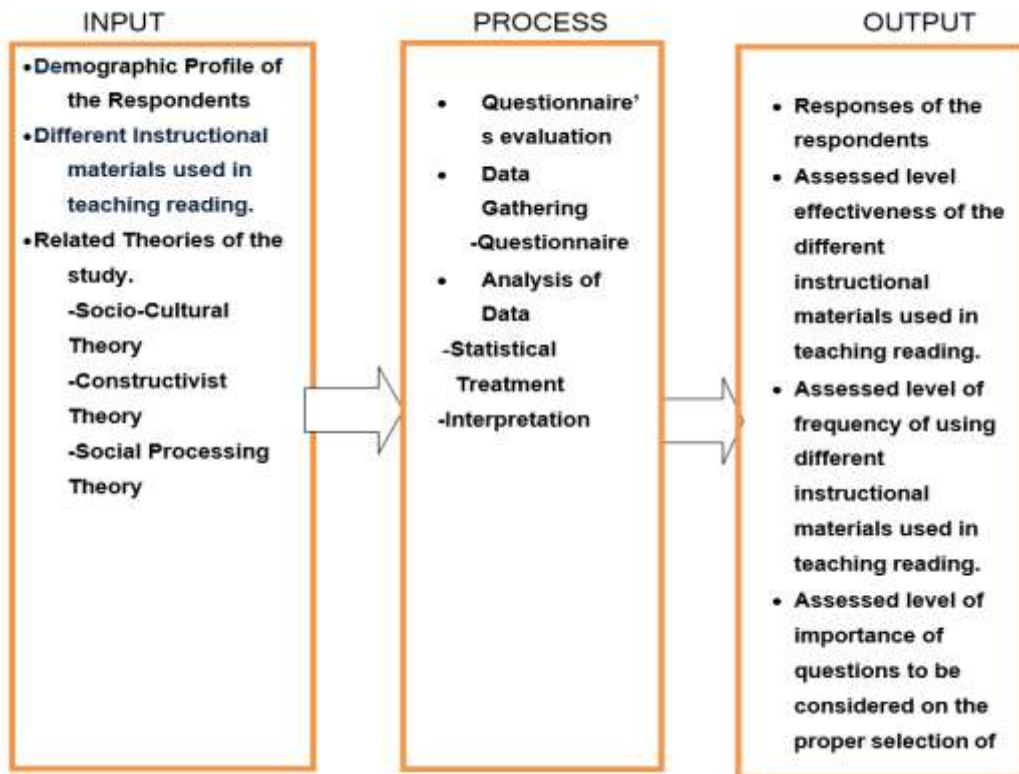 INPUT
•Demographic Profile of
the Respondents
•Different Instructional
materials used in
teaching reading.
•Related Theories of the
study.
-Socio-Cultural
Theory
-Constructivist
Theory
-Social Processing
Theory
PROCESS
• Questionnaire'
s evaluation
• Data
Gathering
-Questionnaire
• Analysis of
Data
-Statistical
Treatment
-Interpretation
OUTPUT
• Responses of the
respondents
• Assessed level
effectiveness of the
different
instructional
materials used in
teaching reading.
• Assessed level of
frequency of using
different
instructional
materials used in
teaching reading.
• Assessed level of
importance of
questions to be
considered on the
proper selection of